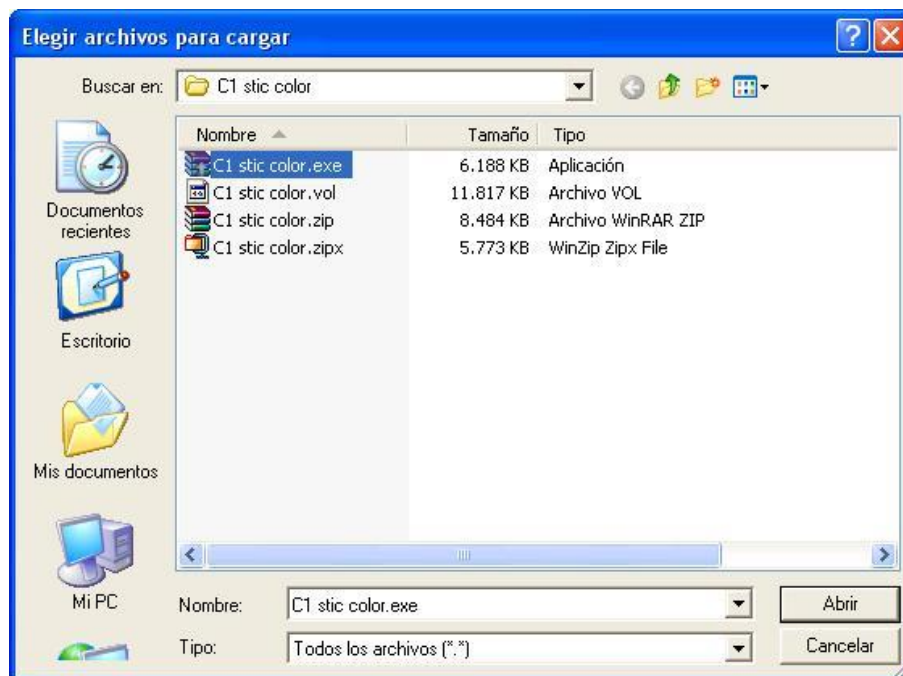 Elegir archivos para cargar
Buscar en: C1 stic color
Nombre Tamaño Tipo
C1 stic color.exe 6.188 KB Aplicación
C1 stic color.vol 11.817 KB Archivo VOL
C1 stic color.zip 8.484 KB Archivo WinRAR ZIP
C1 stic color.zipx 5.773 KB WinZip Zipx File
Documentos
recientes
Escritorio
Mis documentos
Mi PC
Nombre: C1 stic color.exe Abrir
Tipo: Todos los archivos (*.*) Cancelar